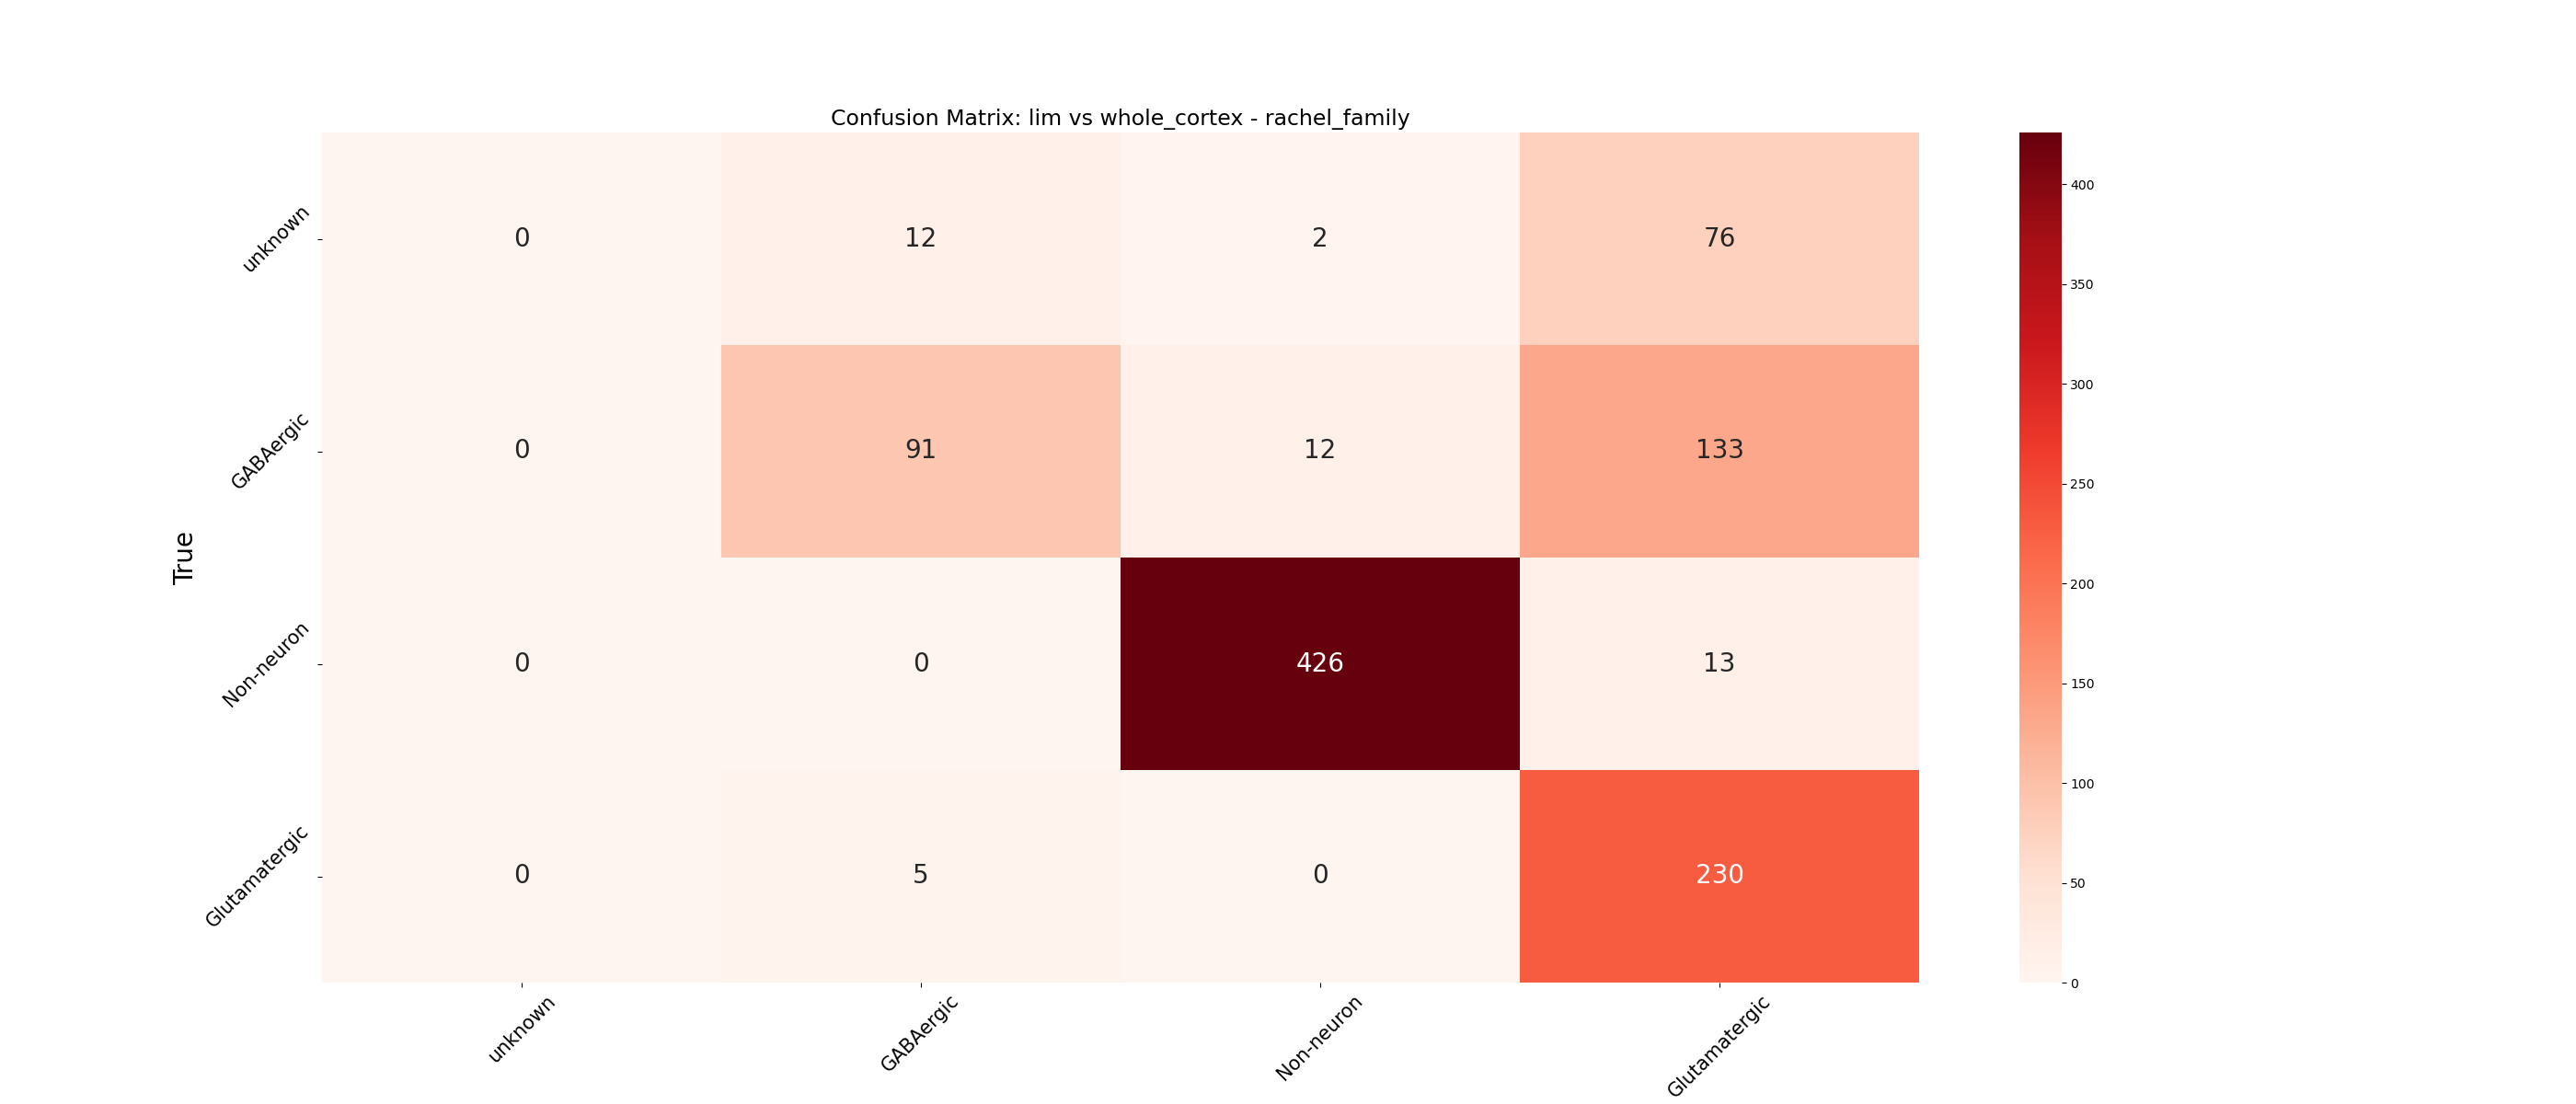 Confusion Matrix: lim vs whole_cortex - rachel_family
True
unknown 0 12 2 76
GABAergic 0 91 12 133
Non-neuron 0 0 426 13
Glutamatergic 0 5 0 230
unknown GABAergic Non-neuron Glutamatergic
400
350
300
250
200
150
100
50
0